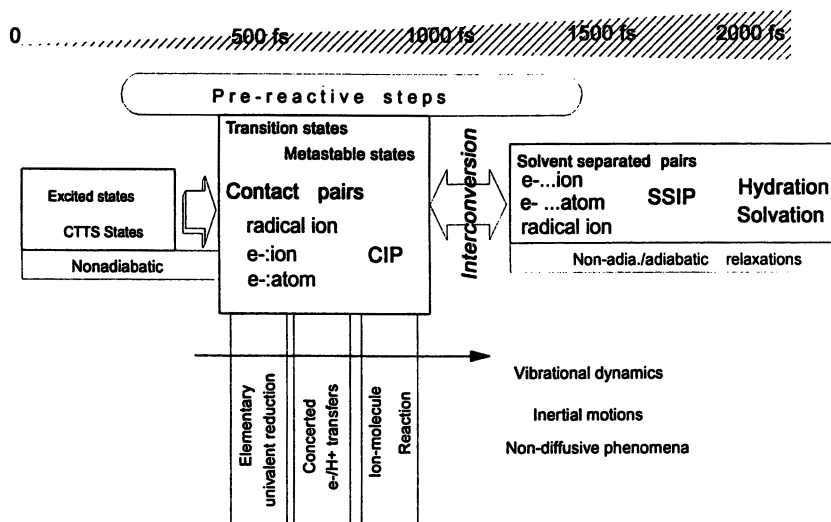 0 500 fs 1000 fs 1500 fs 2000 fs
Pre-reactive steps
Transition states
Metastable states
Contact pairs
radical ion
e-:ion CIP
e-:atom
Excited states
CTTS States
Nonadiabatic
Interconversion
Solvent separated pairs
e-...ion
e- ...atom SSIP
radical ion
Hydration
Solvation
Non-adia./adiabatic relaxations
Elementary
univalent reduction
Concerted
e-/H+ transfers
Ion-molecule
Reaction
Vibrational dynamics
Inertial motions
Non-diffusive phenomena